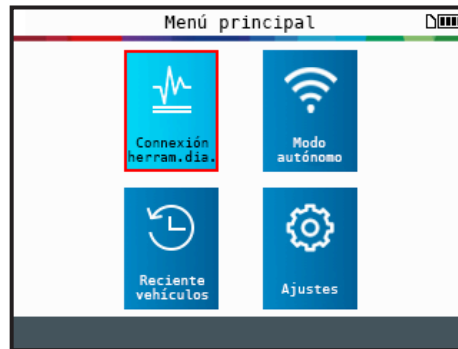 Menú principal
Connexión
herram.dia.
Modo
autónomo
Reciente
vehículos
Ajustes